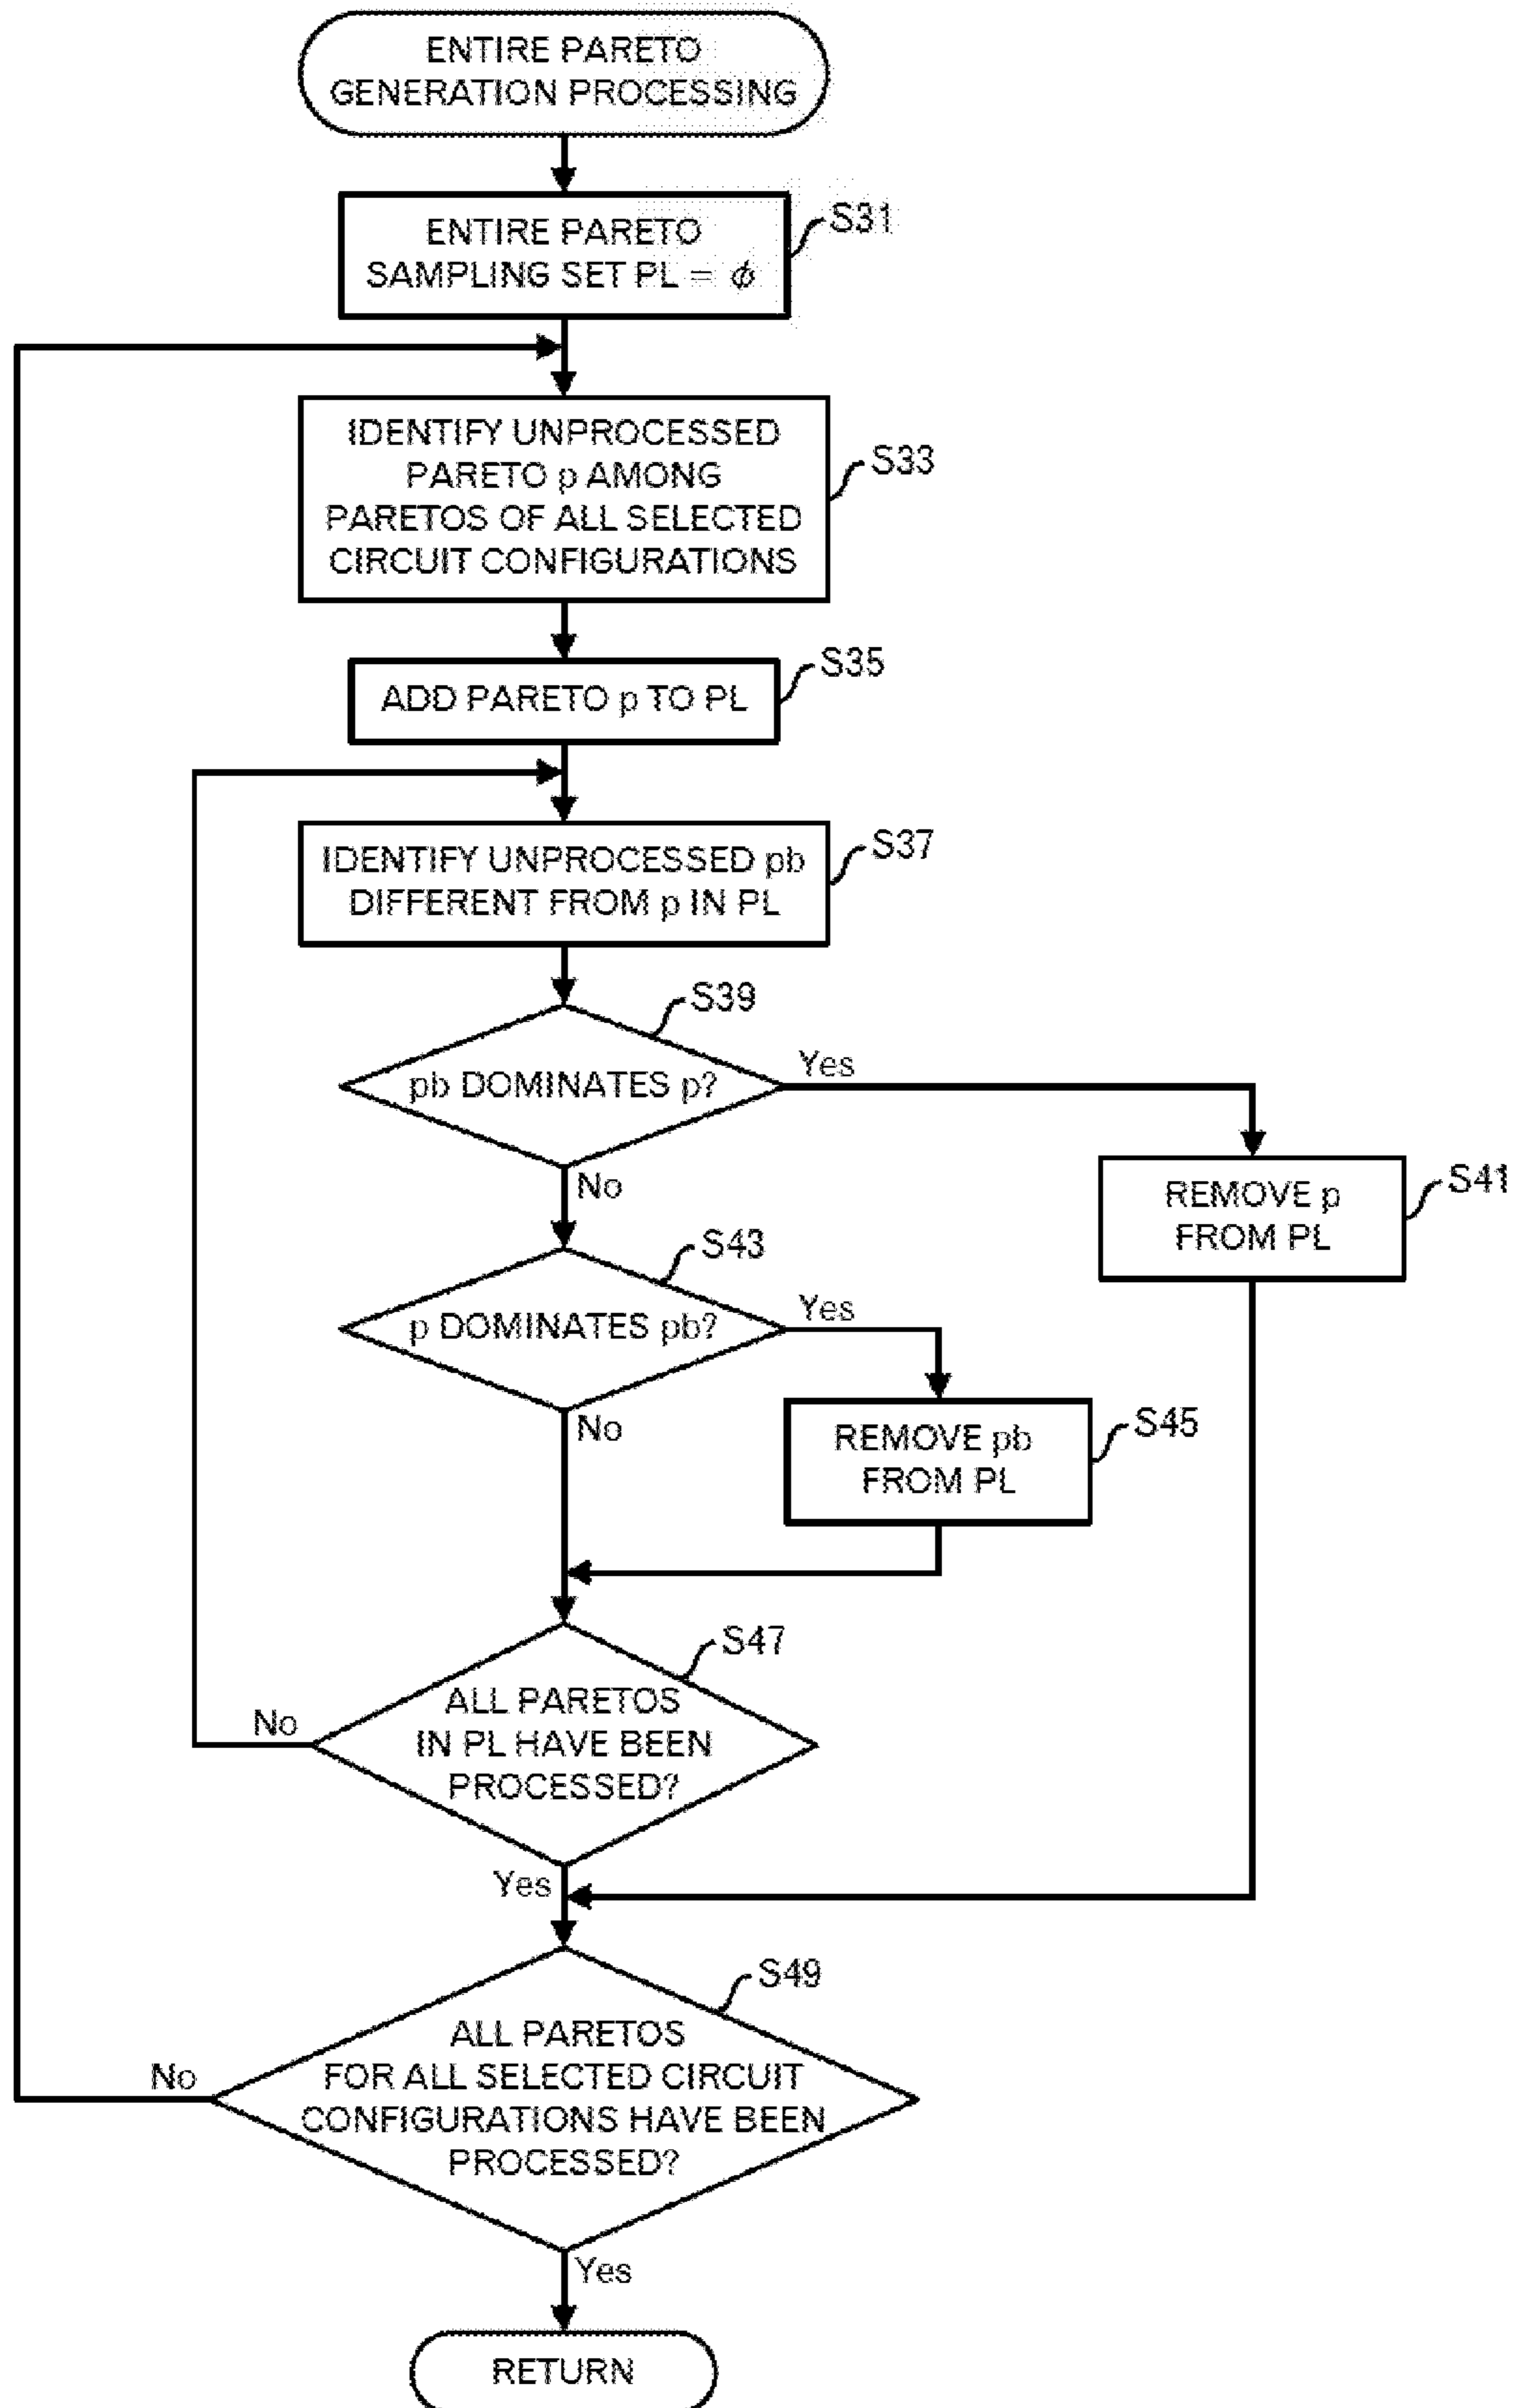 ENTIRE PARETO
GENERATION PROCESSING
S31
ENTIRE PARETO
SAMPLING SET PL = ϕ
S33
IDENTIFY UNPROCESSED
PARETO p AMONG
PARETOS OF ALL SELECTED
CIRCUIT CONFIGURATIONS
S35
ADD PARETO p TO PL
S37
IDENTIFY UNPROCESSED pb
DIFFERENT FROM p IN PL
S39
pb DOMINATES p?
Yes
No
S41
REMOVE p
FROM PL
S43
p DOMINATES pb?
Yes
No
S45
REMOVE pb
FROM PL
S47
ALL PARETOS
IN PL HAVE BEEN
PROCESSED?
No
Yes
S49
ALL PARETOS
FOR ALL SELECTED CIRCUIT
CONFIGURATIONS HAVE BEEN
PROCESSED?
No
Yes
RETURN